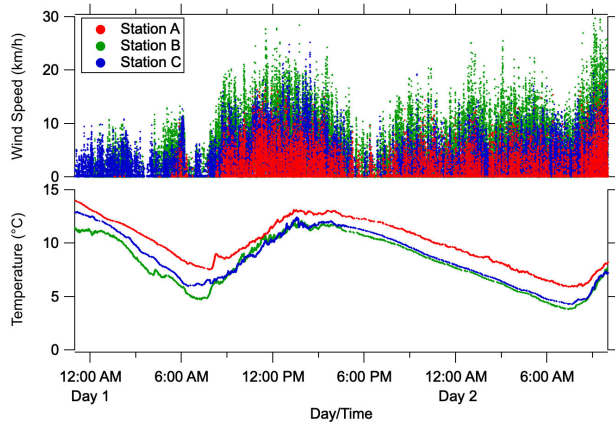 Station A
Station B
Station C
Wind Speed (km/h)
30
20
10
0
Temperature (°C)
15
10
5
0
12:00 AM 6:00 AM 12:00 PM 6:00 PM 12:00 AM 6:00 AM
Day 1 Day 2
Day/Time